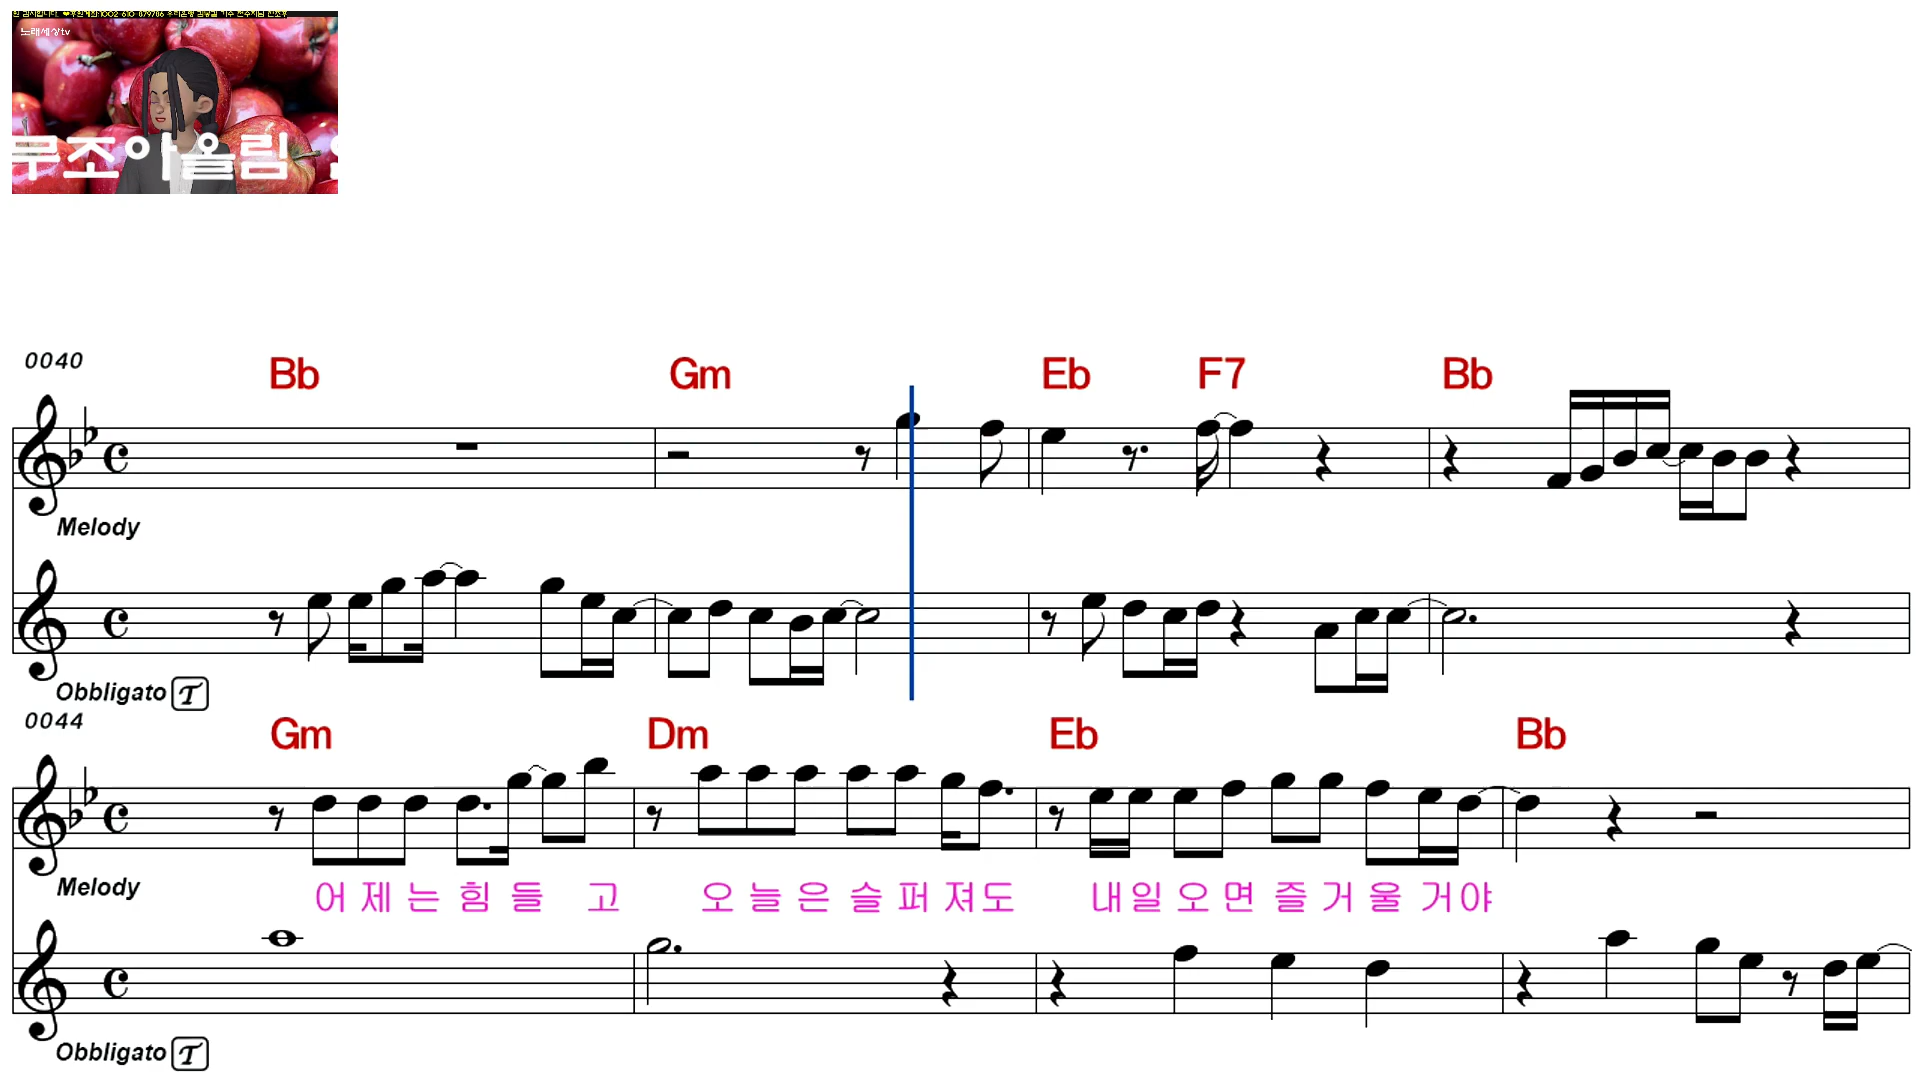 노래세상tv
무조아올림
0040
Bb Gm Eb F7 Bb
Melody
Obbligato T
0044
Gm Dm Eb Bb
어제는힘들 고 오늘은슬퍼져도 내일오면즐거울거야
Melody
Obbligato T